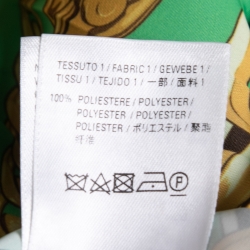 TESSUTO 1 / FABRIC 1 / GEWEBE 1 /
TISSU 1 / TEJIDO 1 / 一部 / 面料 1
100% POLIESTERE / POLYESTER
POLYESTER / POLYESTER /
POLIÉSTER / ポリエステル / 聚酯
纤维
P